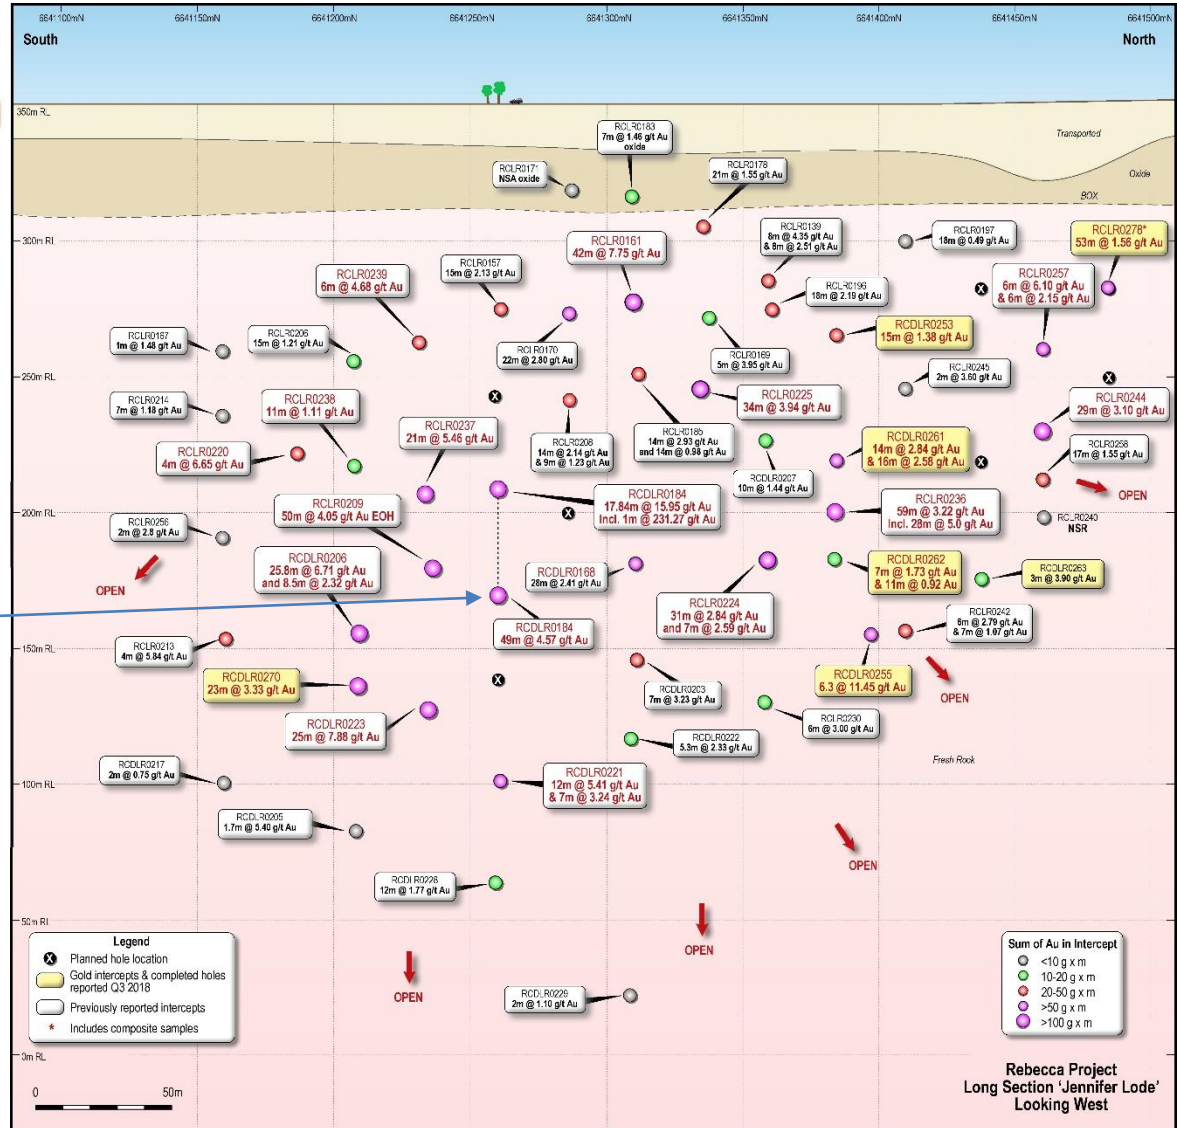 6641100mN 6641150mN 6641200mN 6641250mN 6641300mN 6641350mN 6641400mN 6641450mN 6641500mN
South North
350m RL
Transported
Oxide
BOX
RCLR0183
7m @ 1.46 g/t Au
oxide
RCLR0171
NSA oxide
RCLR0178
21m @ 1.55 g/t Au
300m RL
RCLR0161
42m @ 7.75 g/t Au
RCLR0139
8m @ 4.35 g/t Au
& 8m @ 2.51 g/t Au
RCLR0197
18m @ 0.49 g/t Au
RCLR0278*
53m @ 1.56 g/t Au
RCLR0239
6m @ 4.68 g/t Au
RCLR0157
15m @ 2.13 g/t Au
RCLR0196
18m @ 2.19 g/t Au
RCLR0257
6m @ 6.10 g/t Au
& 6m @ 2.15 g/t Au
RCLR0167
1m @ 1.48 g/t Au
RCLR0206
15m @ 1.21 g/t Au
RCLR0170
22m @ 2.80 g/t Au
RCLR0169
5m @ 3.95 g/t Au
RCDLR0253
15m @ 1.38 g/t Au
250m RL
RCLR0245
2m @ 3.60 g/t Au
RCLR0214
7m @ 1.18 g/t Au
RCLR0238
11m @ 1.11 g/t Au
RCLR0225
34m @ 3.94 g/t Au
RCLR0244
29m @ 3.10 g/t Au
RCLR0237
21m @ 5.46 g/t Au
RCLR0208
14m @ 2.14 g/t Au
& 9m @ 1.23 g/t Au
RCLR0185
14m @ 2.93 g/t Au
and 14m @ 0.98 g/t Au
RCDLR0261
14m @ 2.84 g/t Au
& 16m @ 2.58 g/t Au
RCLR0220
4m @ 6.65 g/t Au
RCDLR0207
10m @ 1.44 g/t Au
RCLR0258
17m @ 1.55 g/t Au
OPEN
RCLR0209
50m @ 4.05 g/t Au EOH
RCDLR0184
17.84m @ 15.95 g/t Au
Incl. 1m @ 231.27 g/t Au
RCLR0236
59m @ 3.22 g/t Au
Incl. 28m @ 5.0 g/t Au
200m RL
RCLR0256
2m @ 2.8 g/t Au
RCLR0240
NSR
RCDLR0206
25.8m @ 6.71 g/t Au
and 8.5m @ 2.32 g/t Au
RCDLR0168
28m @ 2.41 g/t Au
RCDLR0262
7m @ 1.73 g/t Au
& 11m @ 0.92 g/t Au
RCDLR0263
3m @ 3.90 g/t Au
OPEN
RCLR0224
31m @ 2.84 g/t Au
and 7m @ 2.59 g/t Au
RCLR0242
6m @ 2.79 g/t Au
& 7m @ 1.07 g/t Au
RCDLR0184
49m @ 4.57 g/t Au
150m RL
RCLR0213
4m @ 5.84 g/t Au
RCDLR0270
23m @ 3.33 g/t Au
RCDLR0203
7m @ 3.23 g/t Au
RCDLR0255
6.3 @ 11.45 g/t Au
OPEN
RCDLR0223
25m @ 7.88 g/t Au
RCLR0230
6m @ 3.00 g/t Au
RCDLR0222
5.3m @ 2.33 g/t Au
Fresh Rock
RCDLR0217
2m @ 0.75 g/t Au
100m RL
RCDLR0221
12m @ 5.41 g/t Au
& 7m @ 3.24 g/t Au
RCDLR0205
1.7m @ 5.40 g/t Au
OPEN
RCDLR0226
12m @ 1.77 g/t Au
50m RL
OPEN
OPEN
RCDLR0229
2m @ 1.10 g/t Au
Legend
X Planned hole location
Gold intercepts & completed holes
reported Q3 2018
Previously reported intercepts
* Includes composite samples
Sum of Au in Intercept
<10 g x m
10-20 g x m
20-50 g x m
>50 g x m
>100 g x m
0m RL
0 50m
Rebecca Project
Long Section 'Jennifer Lode'
Looking West